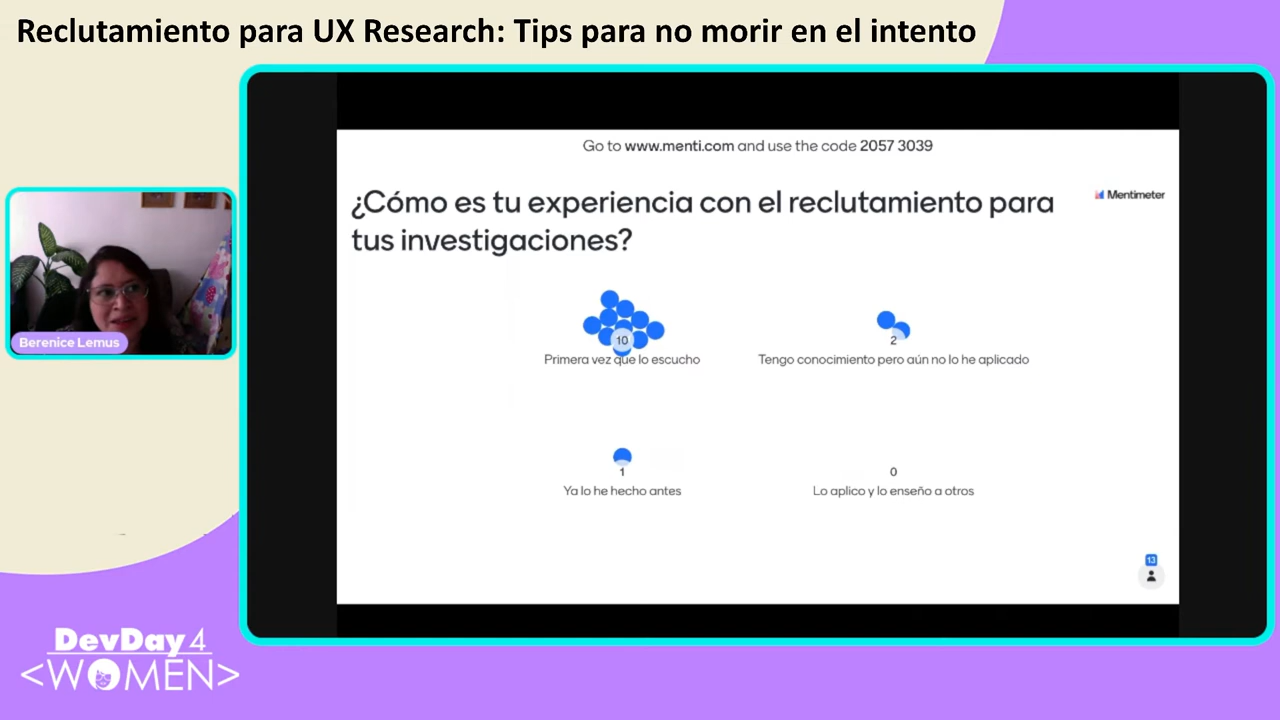 Reclutamiento para UX Research: Tips para no morir en el intento
Go to www.menti.com and use the code 2057 3039
¿Cómo es tu experiencia con el reclutamiento para
tus investigaciones?
Mentimeter
10
Primera vez que lo escucho
2
Tengo conocimiento pero aún no lo he aplicado
1
Ya lo he hecho antes
0
Lo aplico y lo enseño a otros
13
Berenice Lemus
DevDay4
<WOMEN>